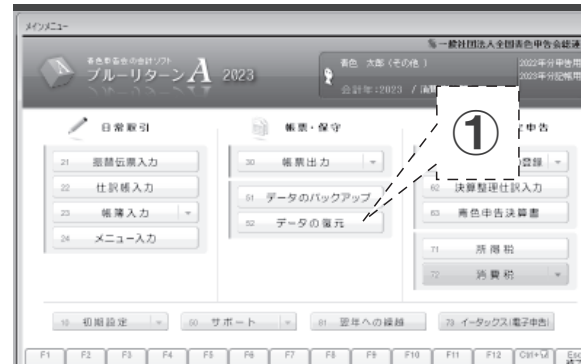 メインメニュー
一般社団法人全国青色申告会総連
青色申告会の会計ソフト
ブルーリターンA 2023
青色 太郎(その他 )
2022年分申告用
2023年分記帳用
会計年:2023 / 消費
日常取引
帳票・保守
申告
①
21 振替伝票入力
22 仕訳帳入力
23 帳簿入力
24 メニュー入力
30 帳票出力
51 データのバックアップ
52 データの復元
登録
62 決算整理仕訳入力
63 青色申告決算書
71 所得税
72 消費税
10 初期設定
50 サポート
81 翌年への繰越
73 イータックス(電子申告)
F1 F2 F3 F4 F5 F6 F7 F8 F9 F10 F11 F12 Ctrl+Q Esc
終了